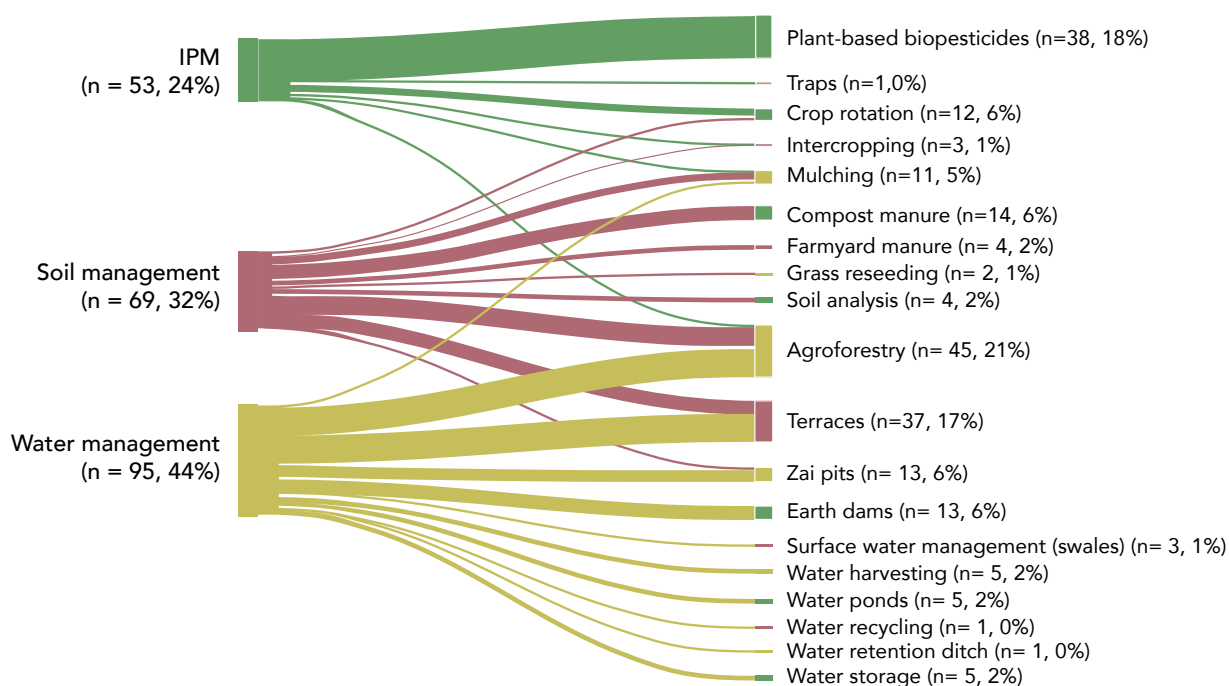 IPM
(n = 53, 24%)
Soil management
(n = 69, 32%)
Water management
(n = 95, 44%)
Plant-based biopesticides (n=38, 18%)
Traps (n=1,0%)
Crop rotation (n=12, 6%)
Intercropping (n=3, 1%)
Mulching (n=11, 5%)
Compost manure (n=14, 6%)
Farmyard manure (n= 4, 2%)
Grass reseeding (n= 2, 1%)
Soil analysis (n= 4, 2%)
Agroforestry (n= 45, 21%)
Terraces (n=37, 17%)
Zai pits (n= 13, 6%)
Earth dams (n= 13, 6%)
Surface water management (swales) (n= 3, 1%)
Water harvesting (n= 5, 2%)
Water ponds (n= 5, 2%)
Water recycling (n= 1, 0%)
Water retention ditch (n= 1, 0%)
Water storage (n= 5, 2%)